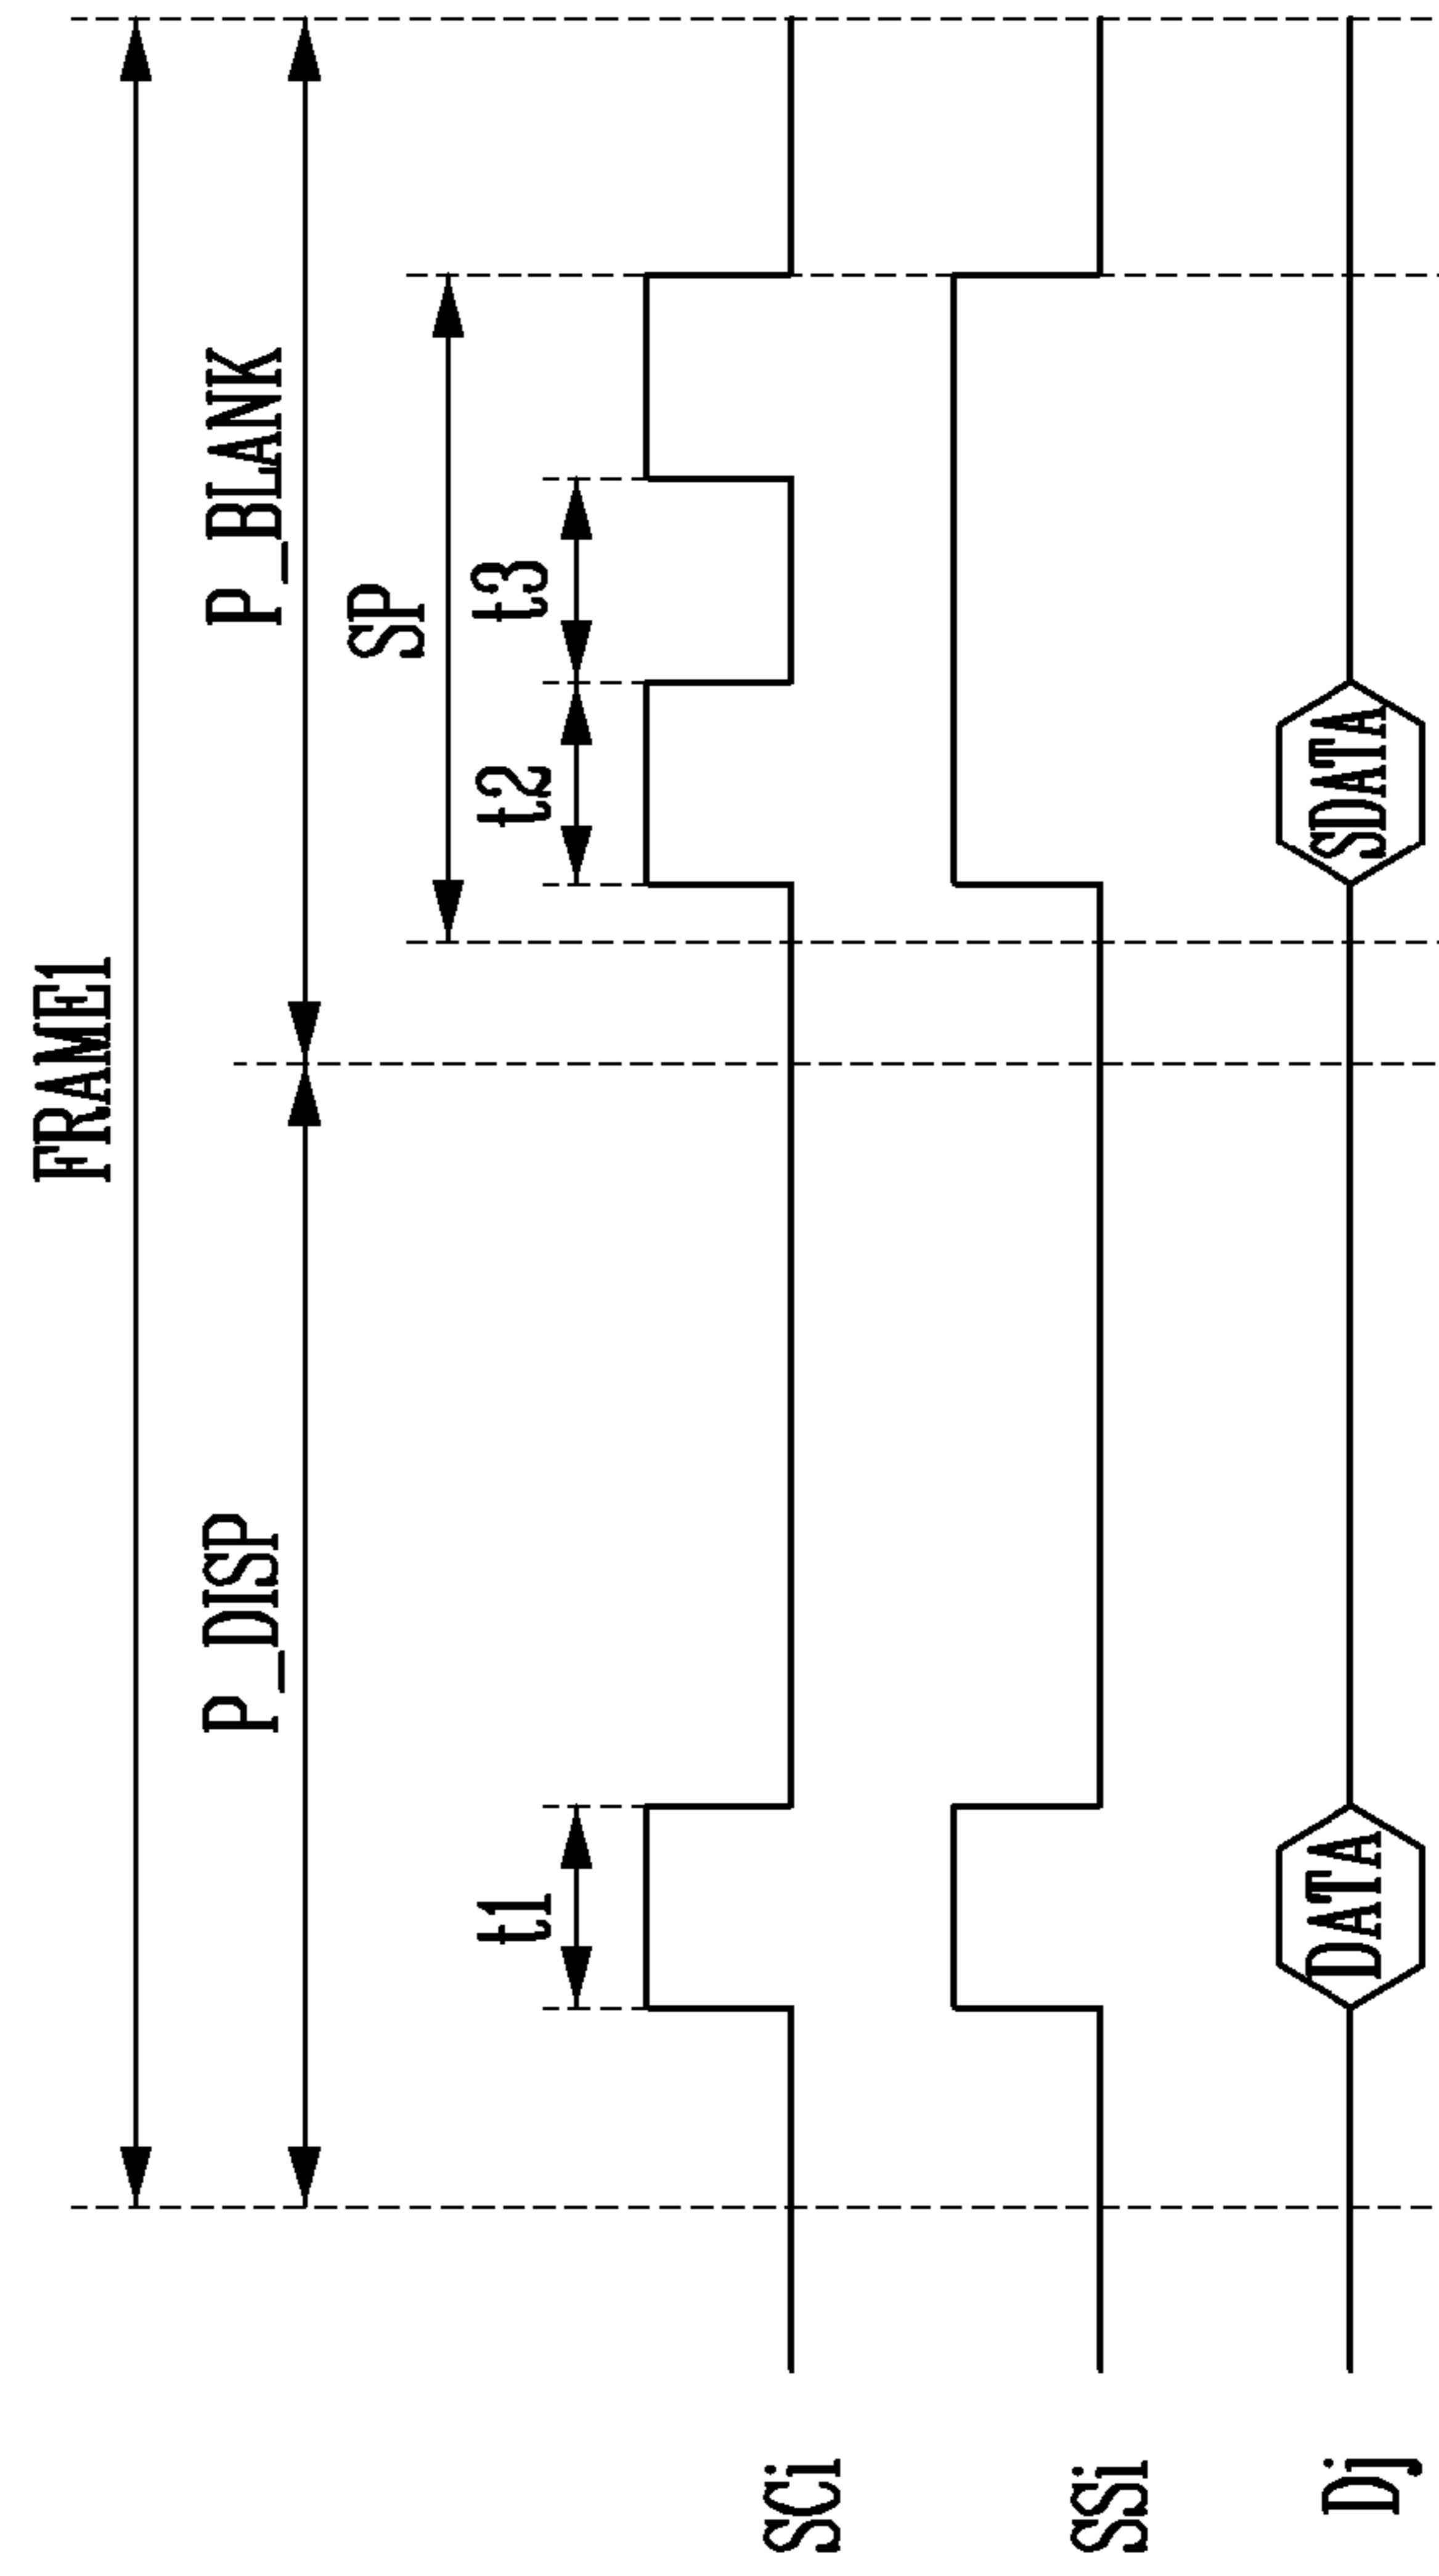 FRAME1
P_DISP P_BLANK
SP
t1 t2 t3
SCi
SSi
Dj DATA SDATA